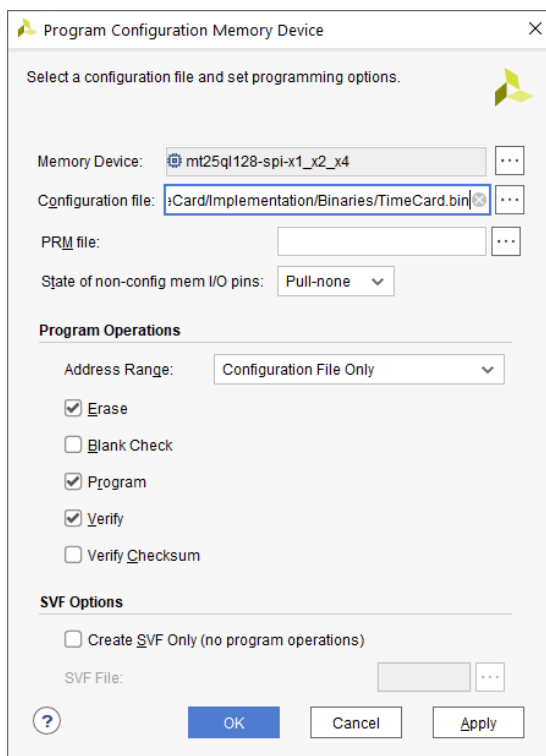 Program Configuration Memory Device
Select a configuration file and set programming options.
Memory Device: mt25ql128-spi-x1_x2_x4 ...
Configuration file: eCard/Implementation/Binaries/TimeCard.bin ...
PRM file: ...
State of non-config mem I/O pins: Pull-none
Program Operations
Address Range: Configuration File Only
Erase
Blank Check
Program
Verify
Verify Checksum
SVF Options
Create SVF Only (no program operations)
SVF File: ...
? OK Cancel Apply